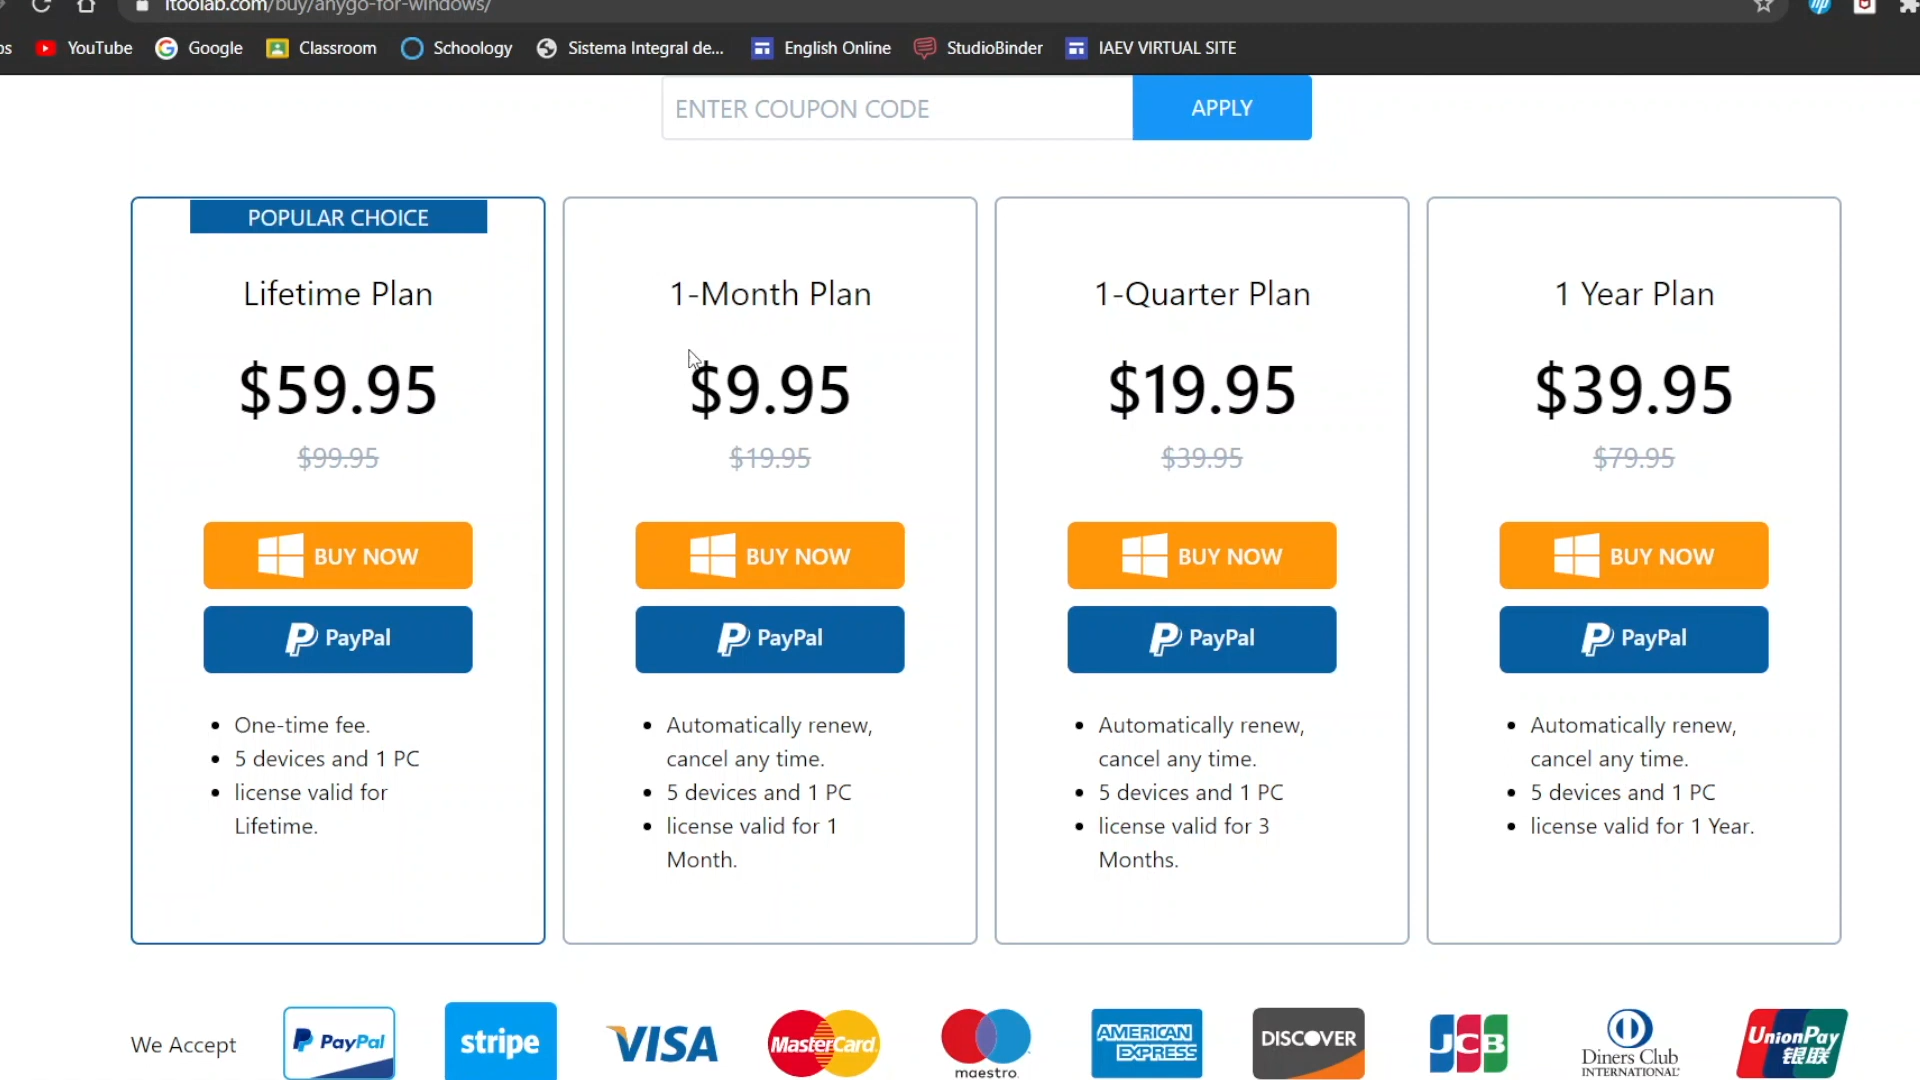 itoolab.com/buy/anygo-for-windows/
YouTube Google Classroom Schoology Sistema Integral de... English Online StudioBinder IAEV VIRTUAL SITE
ENTER COUPON CODE APPLY
POPULAR CHOICE
Lifetime Plan
$59.95
$99.95
BUY NOW
PayPal
One-time fee.
5 devices and 1 PC
license valid for
Lifetime.
1-Month Plan
$9.95
$19.95
BUY NOW
PayPal
Automatically renew,
cancel any time.
5 devices and 1 PC
license valid for 1
Month.
1-Quarter Plan
$19.95
$39.95
BUY NOW
PayPal
Automatically renew,
cancel any time.
5 devices and 1 PC
license valid for 3
Months.
1 Year Plan
$39.95
$79.95
BUY NOW
PayPal
Automatically renew,
cancel any time.
5 devices and 1 PC
license valid for 1 Year.
We Accept
PayPal
stripe
VISA
MasterCard
maestro
AMERICAN
EXPRESS
DISCOVER
JCB
Diners Club
INTERNATIONAL
UnionPay
银联